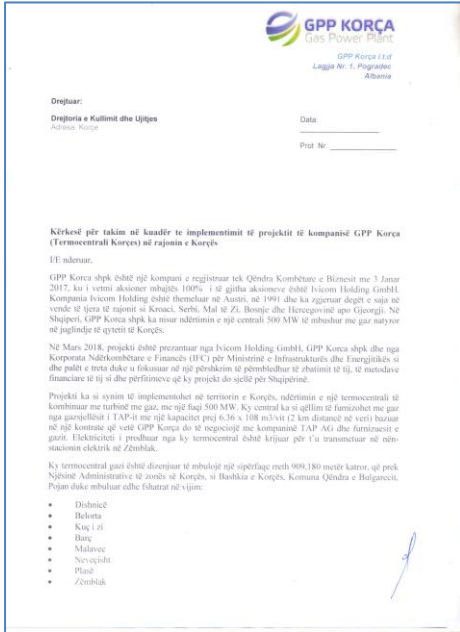 GPP KORÇA
Gas Power Plant
GPP Korça l.t.d
Lagjja Nr. 1, Pogradec
Albania
Drejtuar:
Drejtoria e Kullimit dhe Ujitjes
Adresa: Korçe
Data:
Prot. Nr:
Kërkesë për takim në kuadër te implementimit të projektit të kompanisë GPP Korça
(Termocentrali Korçes) në rajonin e Korçës
I/E nderuar,
GPP Korca shpk është një kompani e regjistruar tek Qëndra Kombëtare e Biznesit me 3 Janar
2017, ku i vetmi aksioner mbajtës 100% i të gjitha aksioneve është Ivicom Holding GmbH.
Kompania Ivicom Holding është themeluar në Austri, në 1991 dhe ka zgjeruar degët e saja në
vende të tjera të rajonit si Kroaci, Serbi, Mal të Zi, Bosnje dhe Hercegovinë apo Gjeorgji. Në
Shqiperi, GPP Korca shpk ka nisur ndërtimin e një centrali 500 MW të mbushur me gaz natyror
në juglindje të qytetit të Korçës.
Në Mars 2018, projekti është prezantuar nga Ivicom Holding GmbH, GPP Korca shpk dhe nga
Korporata Ndërkombëtare e Financës (IFC) për Ministrinë e Infrastrukturës dhe Energjitikës si
dhe palët e treta duke u fokusuar në një përshkrim të përmbledhur të zbatimit të tij, të metodave
financiare të tij si dhe përfitimeve që ky projekt do sjellë për Shqipërinë.
Projekti ka si synim të implementohet në territorin e Korçës, ndërtimin e një termocentrali të
kombinuar me turbinë me gaz, me një fuqi 500 MW. Ky central ka si qëllim të furnizohet me gaz
nga gazsjellësit i TAP-it me një kapacitet prej 6.36 x 108 m3/vit (2 km distancë në veri) bazuar
në një kontrate që vetë GPP Korça do të negociojë me kompaninë TAP AG dhe furnizuesit e
gazit. Elektriciteti i prodhuar nga ky termocentral është krijuar për t'u transmetuar në nën-
stacionin elektrik në Zëmblak.
Ky termocentral gazi është dizenjuar të mbulojë një sipërfaqe rreth 909,180 metër katror, që prek
Njësinë Administrative të zonës së Korçës, si Bashkia e Korçës, Komuna Qëndra e Bulgarecit,
Pojan duke mbuluar edhe fshatrat në vijim:
• Dishnicë
• Belorta
• Kuç i zi
• Barç
• Malavec
• Neveçisht
• Plasë
• Zëmblak